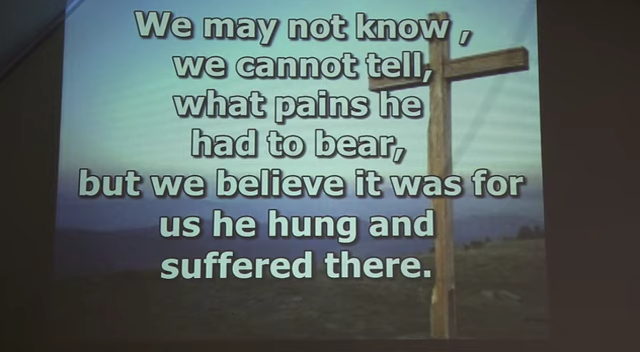 We may not know ,
we cannot tell,
what pains he
had to bear,
but we believe it was for
us he hung and
suffered there.